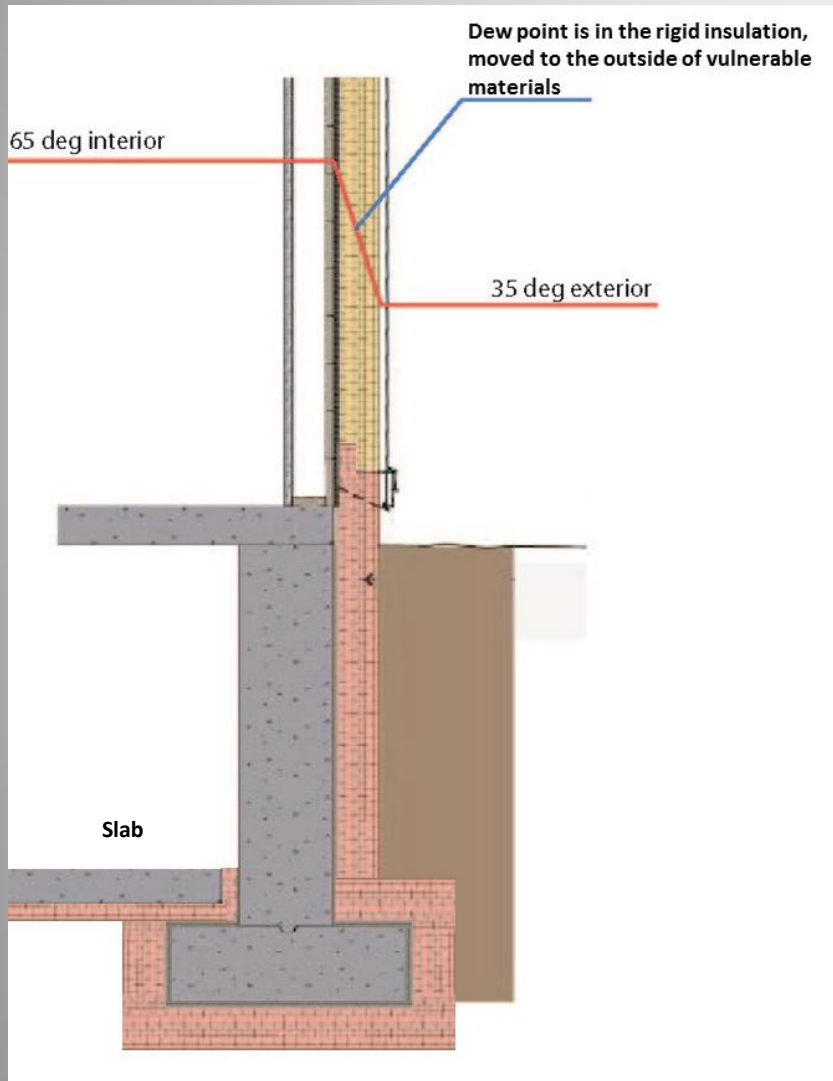 Dew point is in the rigid insulation,
moved to the outside of vulnerable
materials
65 deg interior
35 deg exterior
Slab